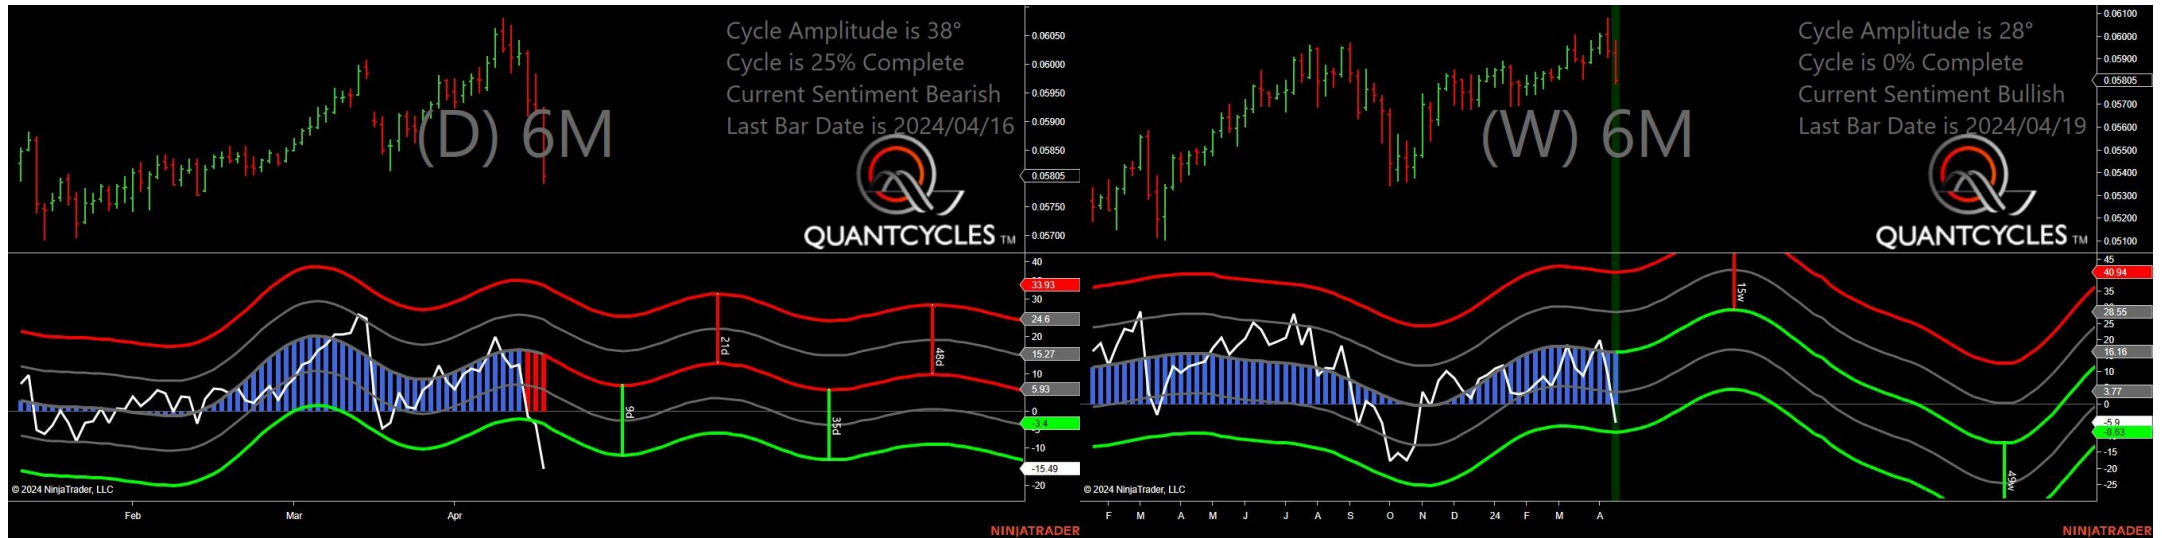 Cycle Amplitude is 38°
Cycle is 25% Complete
Current Sentiment Bearish
Last Bar Date is 2024/04/16
(D) 6M
QUANTCYCLES TM
0.06050
0.06000
0.05950
0.05900
0.05850
0.05805
0.05750
0.05700
40
33.93
30
24.6
20
15.27
10
5.93
0
-3.4
-10
-15.49
-20
21d
48d
9d
35d
© 2024 NinjaTrader, LLC
Feb Mar Apr
NINJATRADER
Cycle Amplitude is 28°
Cycle is 0% Complete
Current Sentiment Bullish
Last Bar Date is 2024/04/19
(W) 6M
QUANTCYCLES TM
0.06100
0.06000
0.05900
0.05805
0.05700
0.05600
0.05500
0.05400
0.05300
0.05200
0.05100
45
40.94
35
28.55
25
20
16.16
10
3.77
0
-5.9
-8.63
-15
-20
-25
15w
49w
© 2024 NinjaTrader, LLC
F M A M J J A S O N D 24 F M A
NINJATRADER